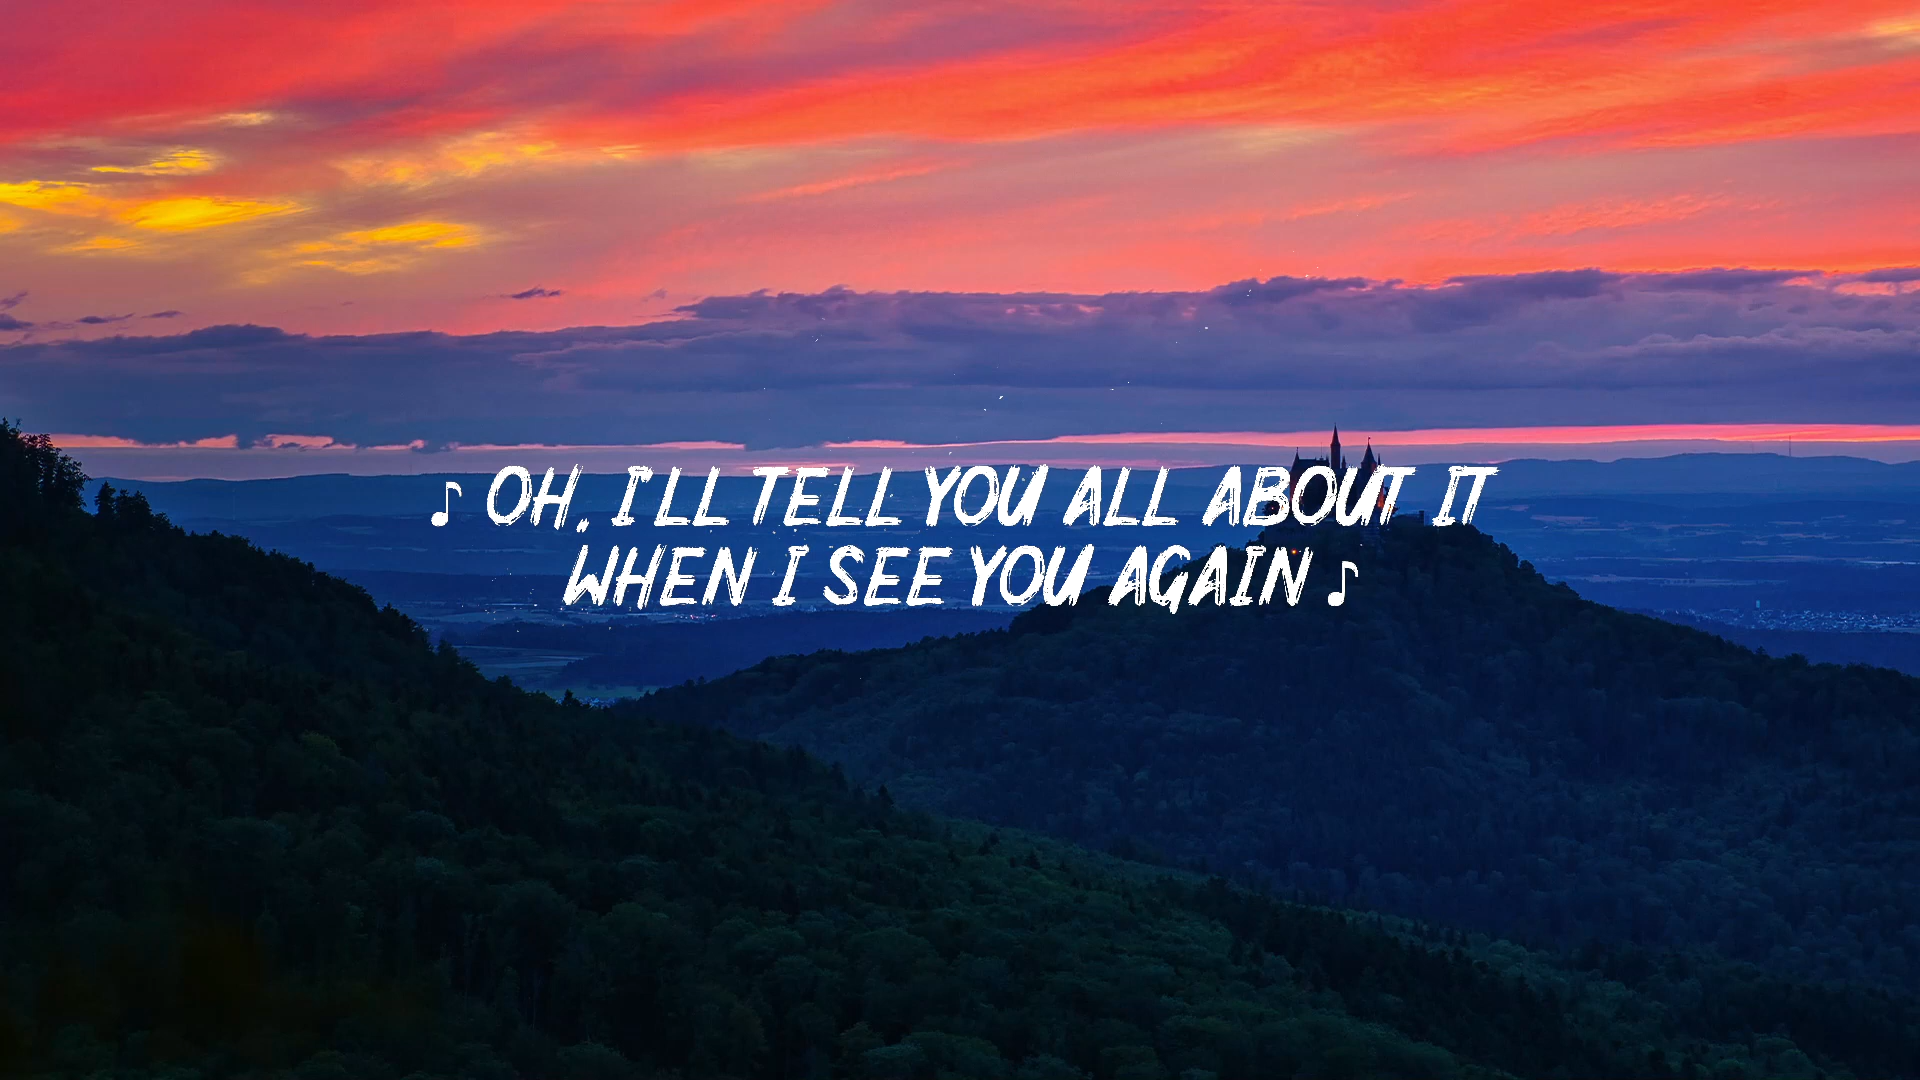 ♪ OH, I'LL TELL YOU ALL ABOUT IT
WHEN I SEE YOU AGAIN ♪